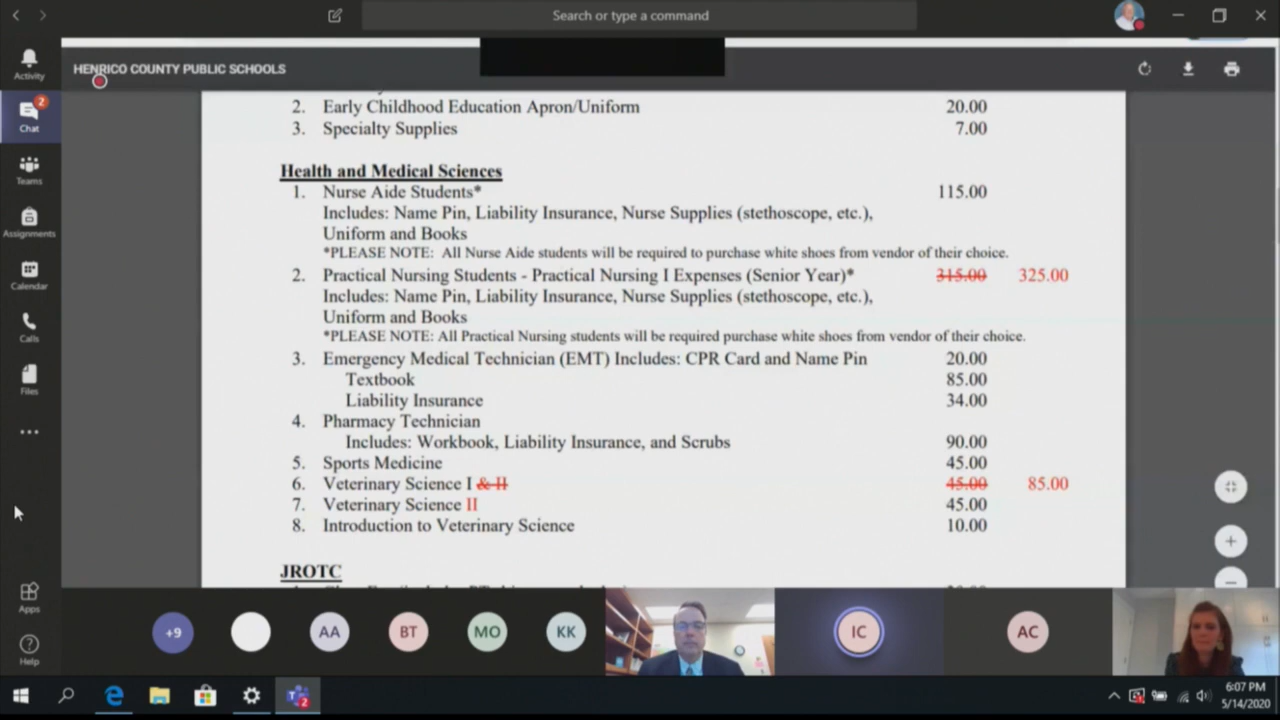 Search or type a command
Activity
HENRICO COUNTY PUBLIC SCHOOLS
2
Chat
Teams
Assignments
Calendar
Calls
Files
2. Early Childhood Education Apron/Uniform 20.00
3. Specialty Supplies 7.00
Health and Medical Sciences
1. Nurse Aide Students* 115.00
Includes: Name Pin, Liability Insurance, Nurse Supplies (stethoscope, etc.),
Uniform and Books
*PLEASE NOTE: All Nurse Aide students will be required to purchase white shoes from vendor of their choice.
2. Practical Nursing Students - Practical Nursing I Expenses (Senior Year)* 315.00 325.00
Includes: Name Pin, Liability Insurance, Nurse Supplies (stethoscope, etc.),
Uniform and Books
*PLEASE NOTE: All Practical Nursing students will be required purchase white shoes from vendor of their choice.
3. Emergency Medical Technician (EMT) Includes: CPR Card and Name Pin 20.00
Textbook 85.00
Liability Insurance 34.00
4. Pharmacy Technician
Includes: Workbook, Liability Insurance, and Scrubs 90.00
5. Sports Medicine 45.00
6. Veterinary Science I & II 45.00 85.00
7. Veterinary Science II 45.00
8. Introduction to Veterinary Science 10.00
JROTC
Apps
Help
+9 AA BT MO KK IC AC
2
6:07 PM
5/14/2020